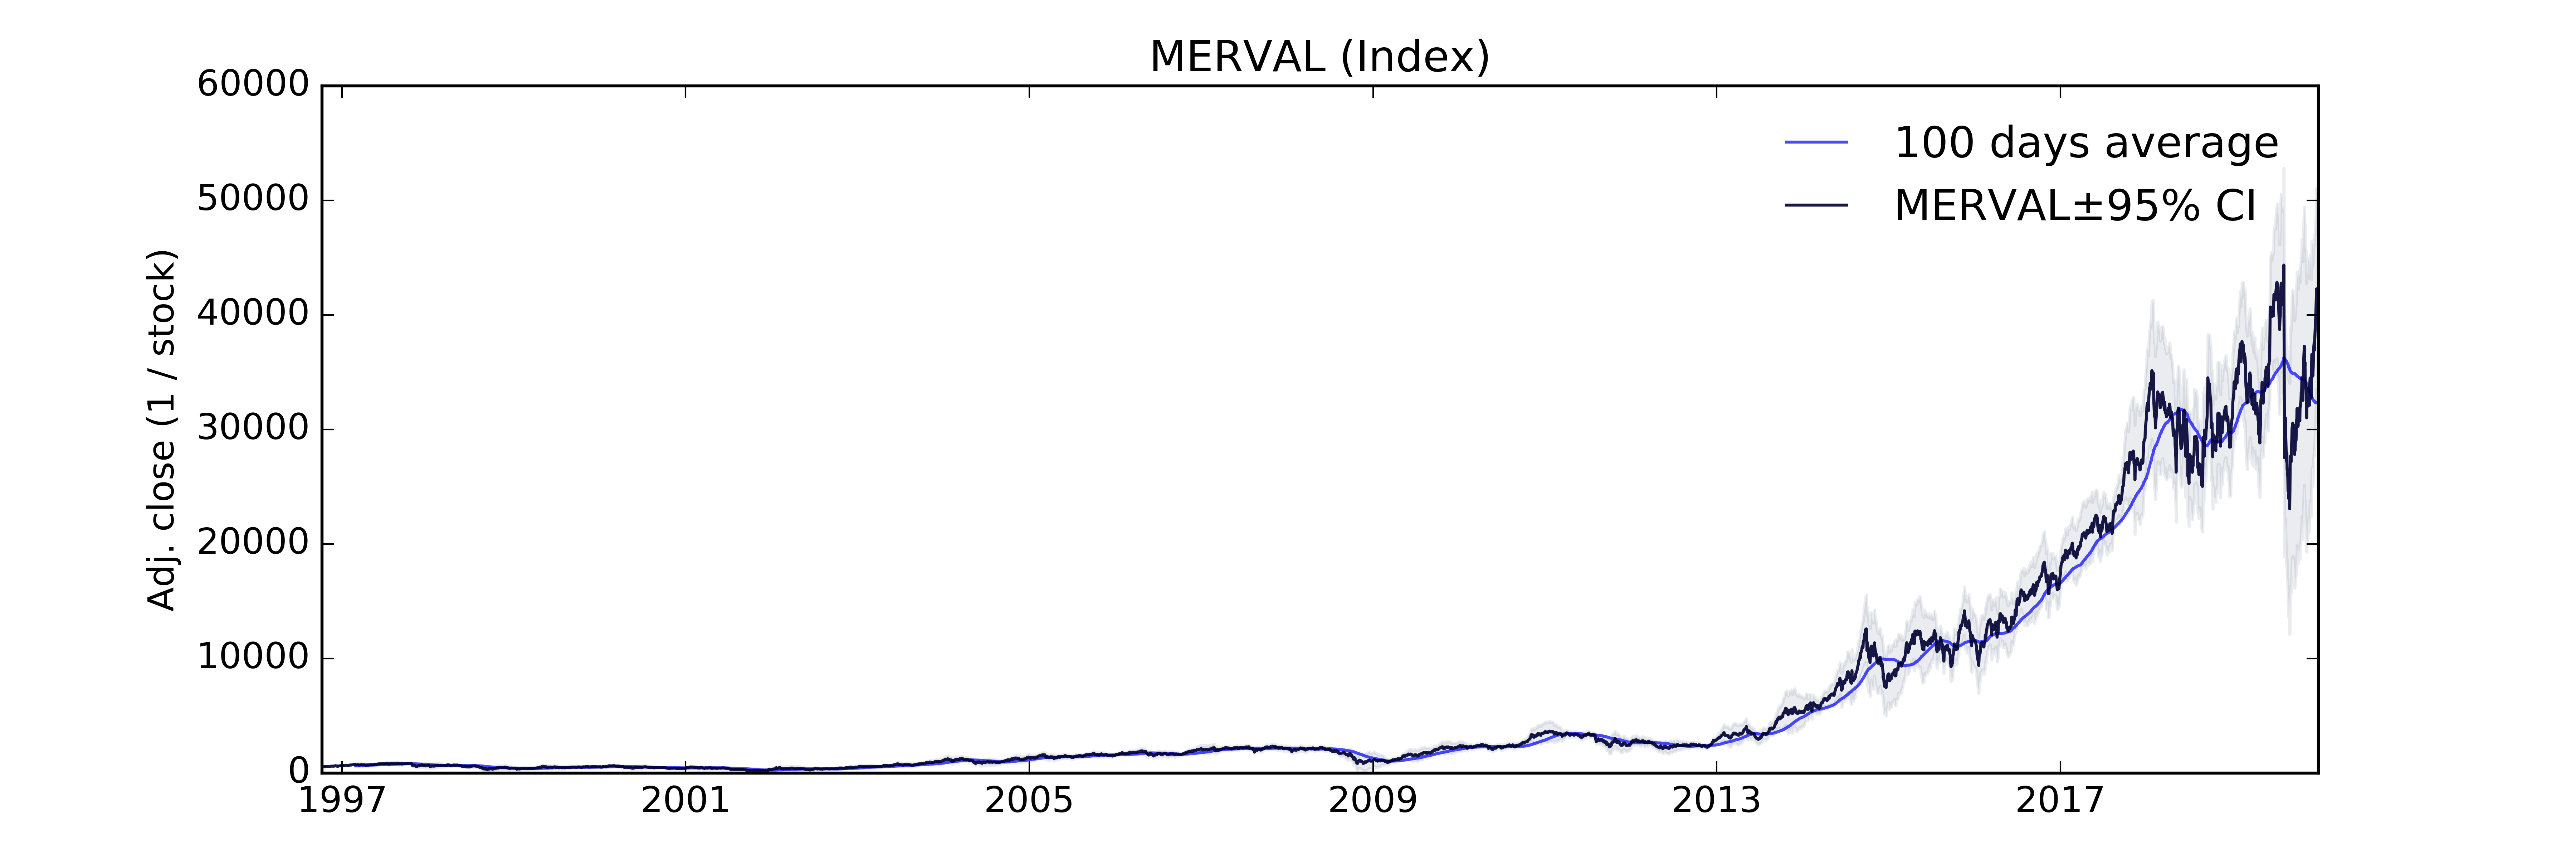 MERVAL (Index)
60000
50000
40000
30000
20000
10000
0
Adj. close (1 / stock)
100 days average
MERVAL±95% CI
1997 2001 2005 2009 2013 2017